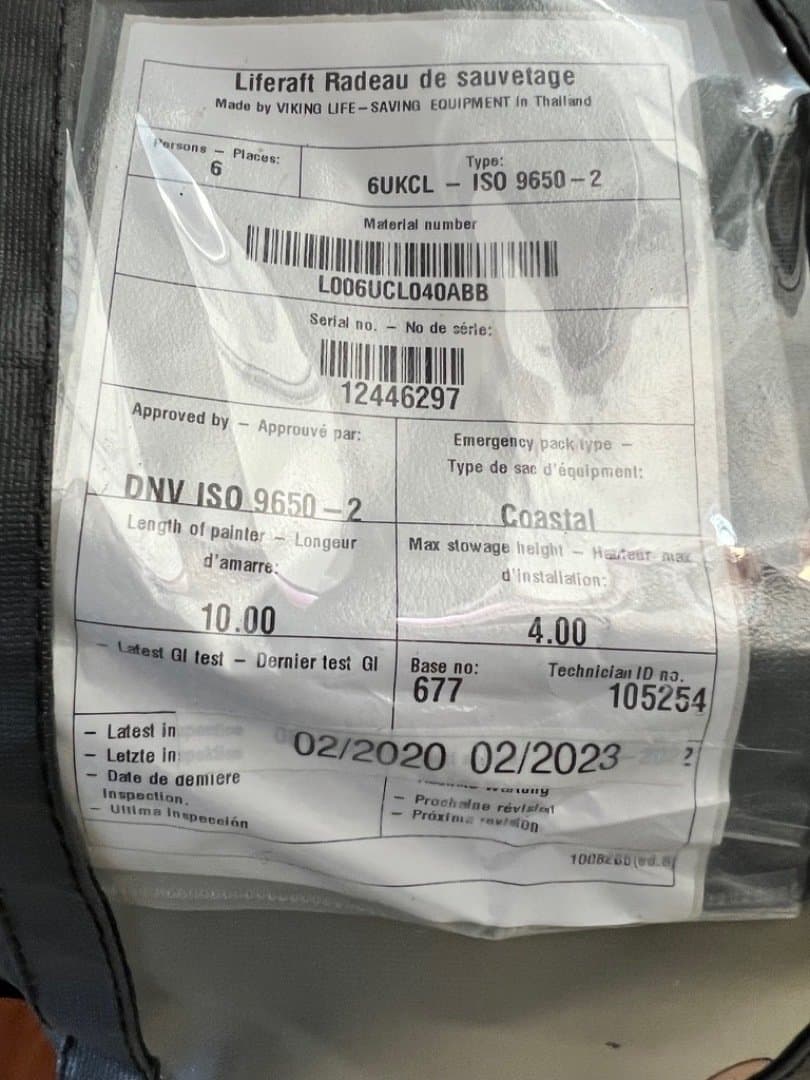 Liferaft Radeau de sauvetage
Made by VIKING LIFE-SAVING EQUIPMENT in Thailand
Persons - Places:
6
Type:
6UKCL - ISO 9650-2
Material number
L006UCL040ABB
Serial no. - No de série:
12446297
Approved by - Approuvé par:
DNV ISO 9650-2
Emergency pack type -
Type de sac d'équipment:
Coastal
Length of painter - Longeur
d'amarre:
10.00
Max stowage height - Hauteur max
d'installation:
4.00
- Latest GI test - Dernier test GI
Base no:
677
Technician ID no.
105254
- Latest in
- Letzte in
- Date de derniere
Inspection.
- Ultima Inspección
02/2020 02/2023
- Prochaine révision
- Próxima revisión